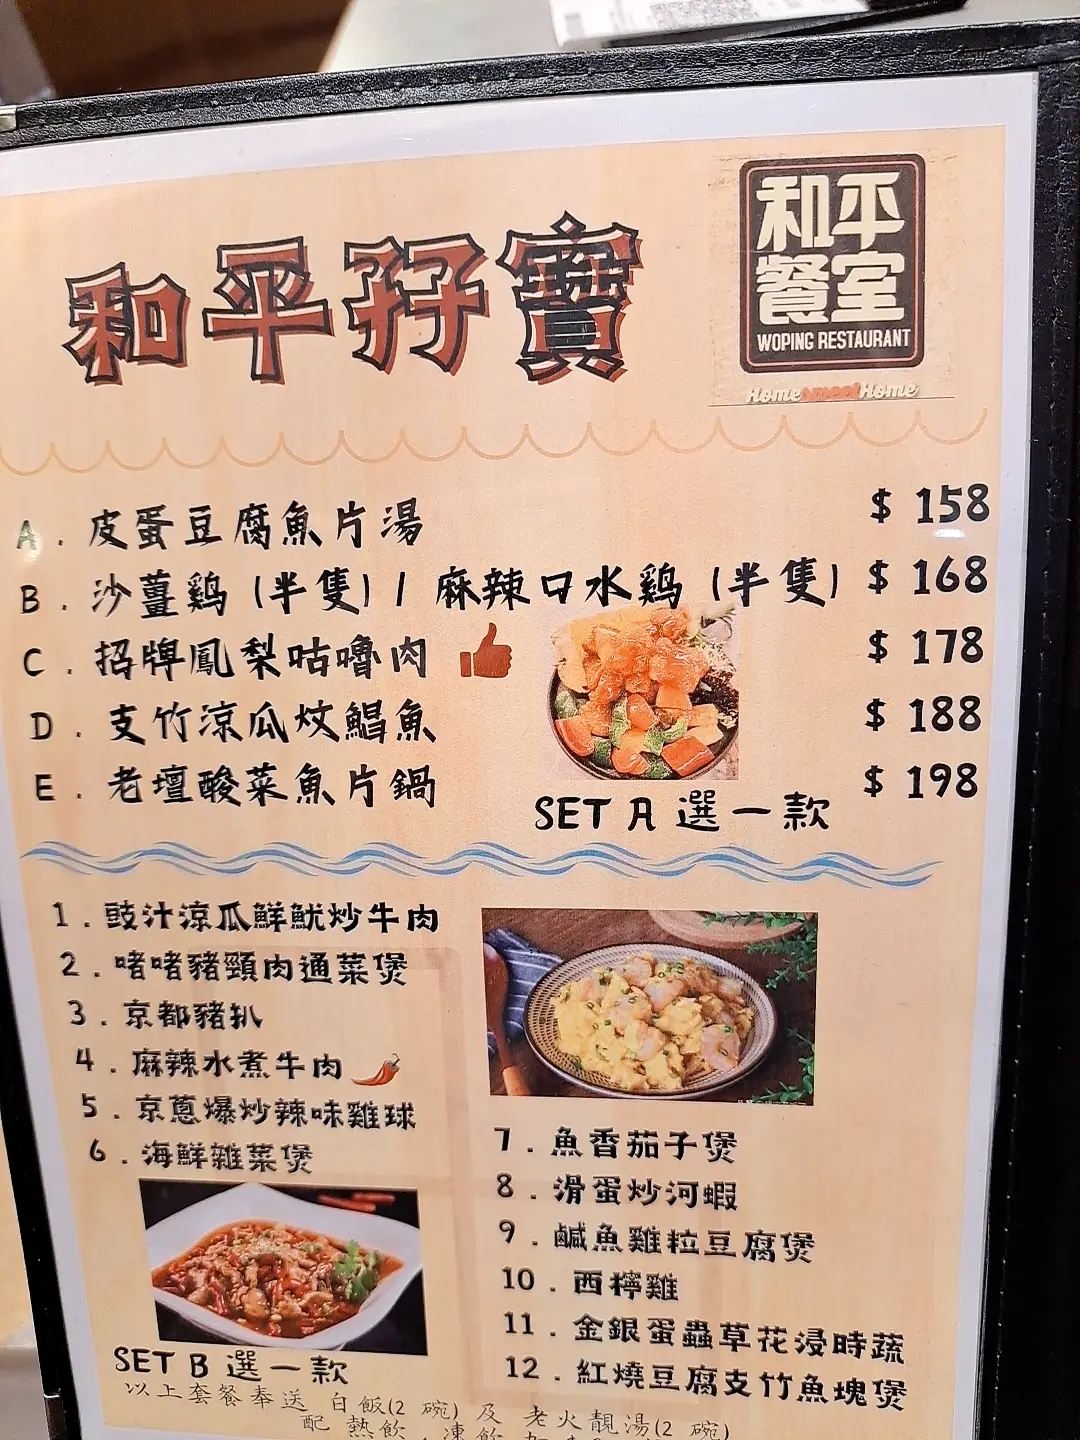 和平孖寶
和平
餐室
WOPING RESTAURANT
Home sweet Home
A . 皮蛋豆腐魚片湯 $ 158
B . 沙薑鸡 (半隻) / 麻辣口水鸡 (半隻) $ 168
C . 招牌鳳梨咕嚕肉 $ 178
D . 支竹涼瓜炆鯧魚 $ 188
E . 老壇酸菜魚片鍋 $ 198
SET A 選一款
1 . 豉汁涼瓜鮮魷炒牛肉
2 . 啫啫豬頸肉通菜煲
3 . 京都豬扒
4 . 麻辣水煮牛肉
5 . 京蔥爆炒辣味雞球
6 . 海鮮雜菜煲
7 . 魚香茄子煲
8 . 滑蛋炒河蝦
9 . 鹹魚雞粒豆腐煲
10 . 西檸雞
11 . 金銀蛋蟲草花浸時蔬
12 . 紅燒豆腐支竹魚塊煲
SET B 選一款
以上套餐奉送 白飯(2 碗) 及 老火靚湯(2 碗)
配 熱飲 凍飲